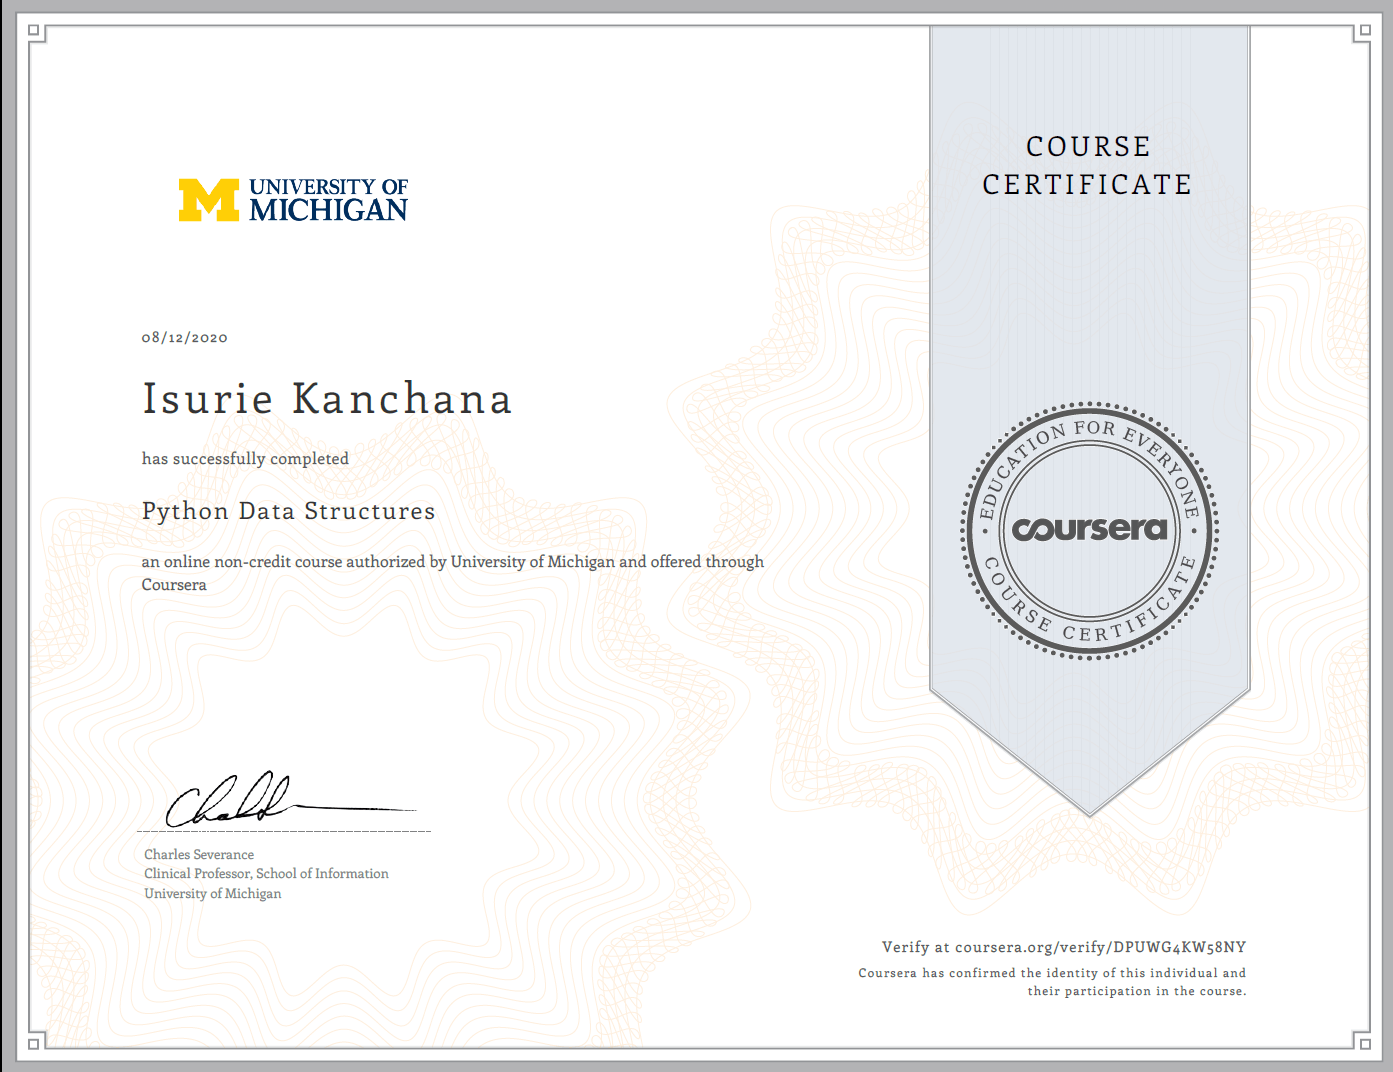 COURSE
CERTIFICATE
UNIVERSITY OF
MICHIGAN
08/12/2020
Isurie Kanchana
has successfully completed
Python Data Structures
an online non-credit course authorized by University of Michigan and offered through
Coursera
EDUCATION FOR EVERYONE
coursera
COURSE CERTIFICATE
Charles Severance
Clinical Professor, School of Information
University of Michigan
Verify at coursera.org/verify/DPUWG4KW58NY
Coursera has confirmed the identity of this individual and
their participation in the course.